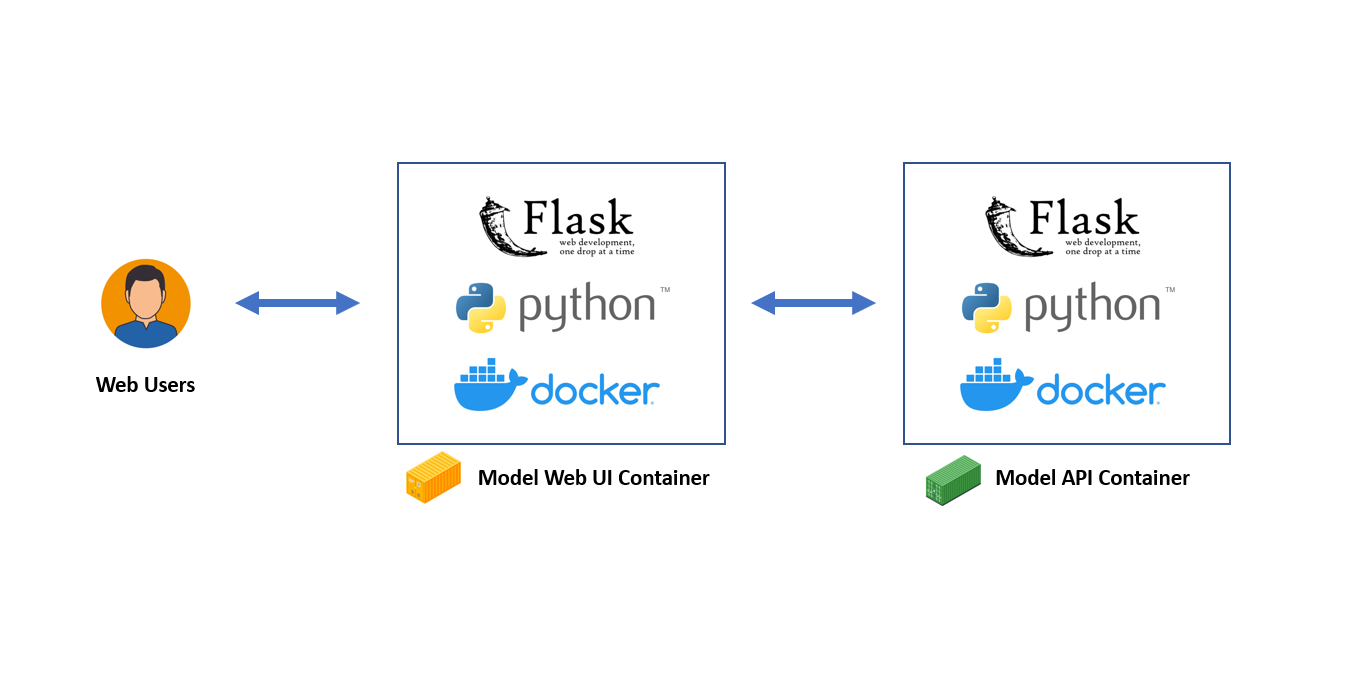 Flask
web development,
one drop at a time
python™
docker
Web Users
Model Web UI Container
Flask
web development,
one drop at a time
python™
docker
Model API Container